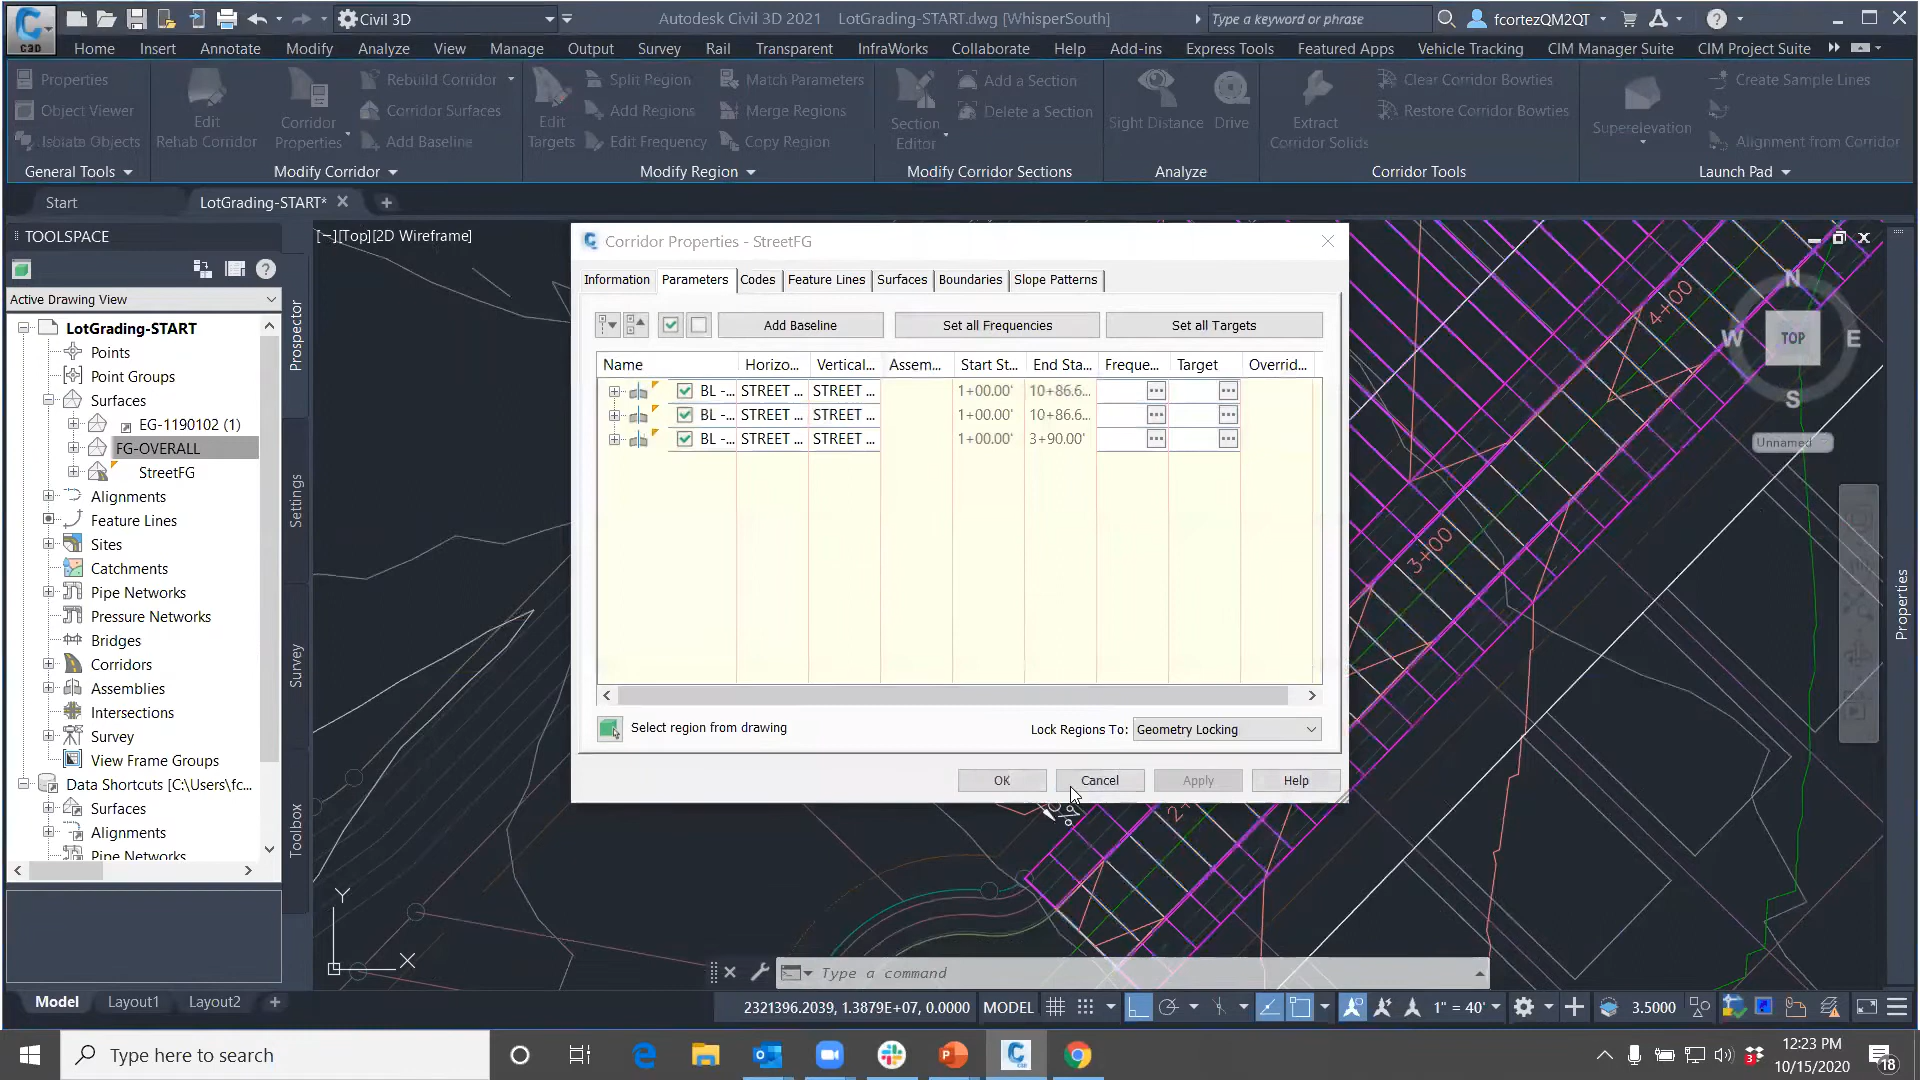 Civil 3D
Autodesk Civil 3D 2021 LotGrading-START.dwg [WhisperSouth]
Type a keyword or phrase
fcortezQM2QT
CAD
Home Insert Annotate Modify Analyze View Manage Output Survey Rail Transparent InfraWorks Collaborate Help Add-ins Express Tools Featured Apps Vehicle Tracking CIM Manager Suite CIM Project Suite
Properties
Object Viewer
Isolate Objects
General Tools
Edit
Rehab Corridor
Corridor
Properties
Rebuild Corridor
Corridor Surfaces
Add Baseline
Modify Corridor
Edit
Targets
Split Region
Add Regions
Edit Frequency
Match Parameters
Merge Regions
Copy Region
Modify Region
Section
Editor
Add a Section
Delete a Section
Modify Corridor Sections
Sight Distance
Drive
Analyze
Extract
Corridor Solids
Clear Corridor Bowties
Restore Corridor Bowties
Corridor Tools
Superelevation
Create Sample Lines
Alignment from Corridor
Launch Pad
Start
LotGrading-START*
TOOLSPACE
Active Drawing View
LotGrading-START
Points
Point Groups
Surfaces
EG-1190102 (1)
FG-OVERALL
StreetFG
Alignments
Feature Lines
Sites
Catchments
Pipe Networks
Pressure Networks
Bridges
Corridors
Assemblies
Intersections
Survey
View Frame Groups
Data Shortcuts [C:\Users\fc...
Surfaces
Alignments
Pipe Networks
Prospector
Settings
Survey
Toolbox
[−][Top][2D Wireframe]
Corridor Properties - StreetFG
Information Parameters Codes Feature Lines Surfaces Boundaries Slope Patterns
Add Baseline Set all Frequencies Set all Targets
Name Horizo... Vertical... Assem... Start St... End Sta... Freque... Target Overrid...
BL -... STREET ... STREET ... 1+00.00' 10+86.6...
BL -... STREET ... STREET ... 1+00.00' 10+86.6...
BL -... STREET ... STREET ... 1+00.00' 3+90.00'
Select region from drawing
Lock Regions To: Geometry Locking
OK Cancel Apply Help
4+00
3+00
N
W TOP E
S
Unnamed
Properties
Y
X
Type a command
Model Layout1 Layout2
2321396.2039, 1.3879E+07, 0.0000 MODEL
1" = 40'
3.5000
Type here to search
12:23 PM
10/15/2020
18